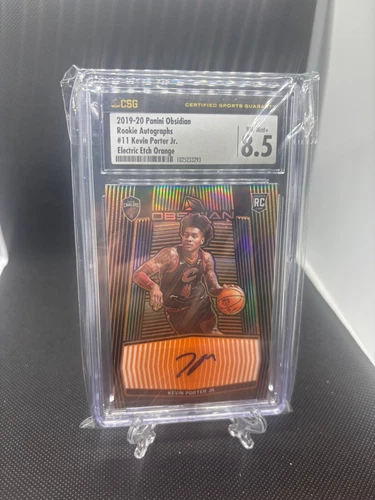 CSG
CERTIFIED SPORTS GUARANTY
2019-20 Panini Obsidian
Rookie Autographs
#11 Kevin Porter Jr.
Electric Etch Orange
8.5
OBSIDIAN
RC
KEVIN PORTER JR.